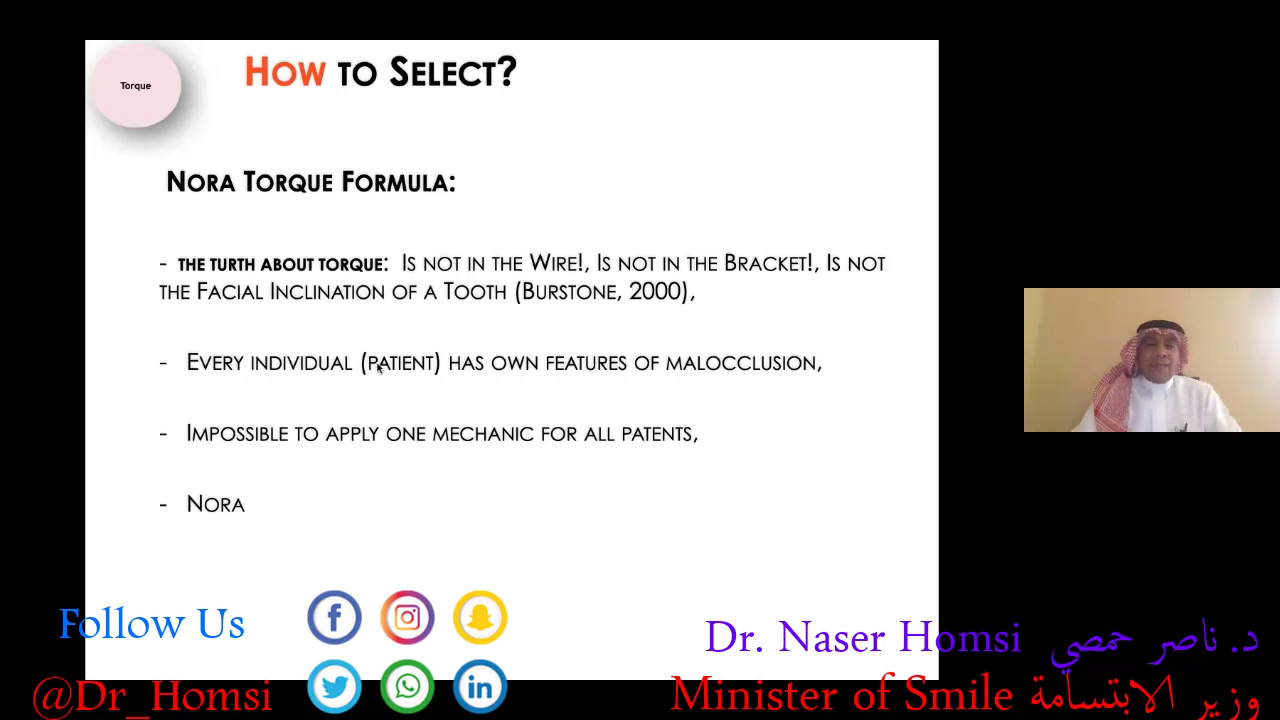 Torque
How to Select?
Nora Torque Formula:
- the turth about torque: Is not in the Wire!, Is not in the Bracket!, Is not
the Facial Inclination of a Tooth (Burstone, 2000),
- Every individual (patient) has own features of malocclusion,
- Impossible to apply one mechanic for all patents,
- Nora
Follow Us
@Dr_Homsi
Dr. Naser Homsi د. ناصر حمصي
Minister of Smile وزير الابتسامة